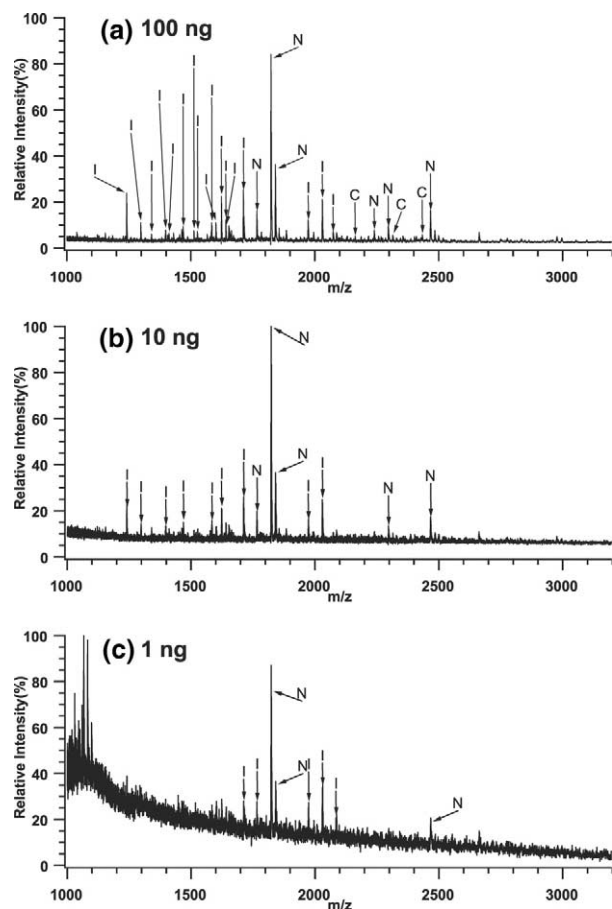 (a) 100 ng
Relative Intensity(%)
100
80
60
40
20
0
I I I I I I I I I I I I I N N N I I I C N N C C N
1000 1500 2000 2500 3000
m/z
(b) 10 ng
Relative Intensity(%)
100
80
60
40
20
0
I I I I I I I N N N I I N N
1000 1500 2000 2500 3000
m/z
(c) 1 ng
Relative Intensity(%)
100
80
60
40
20
0
I I N N I I I N
1000 1500 2000 2500 3000
m/z